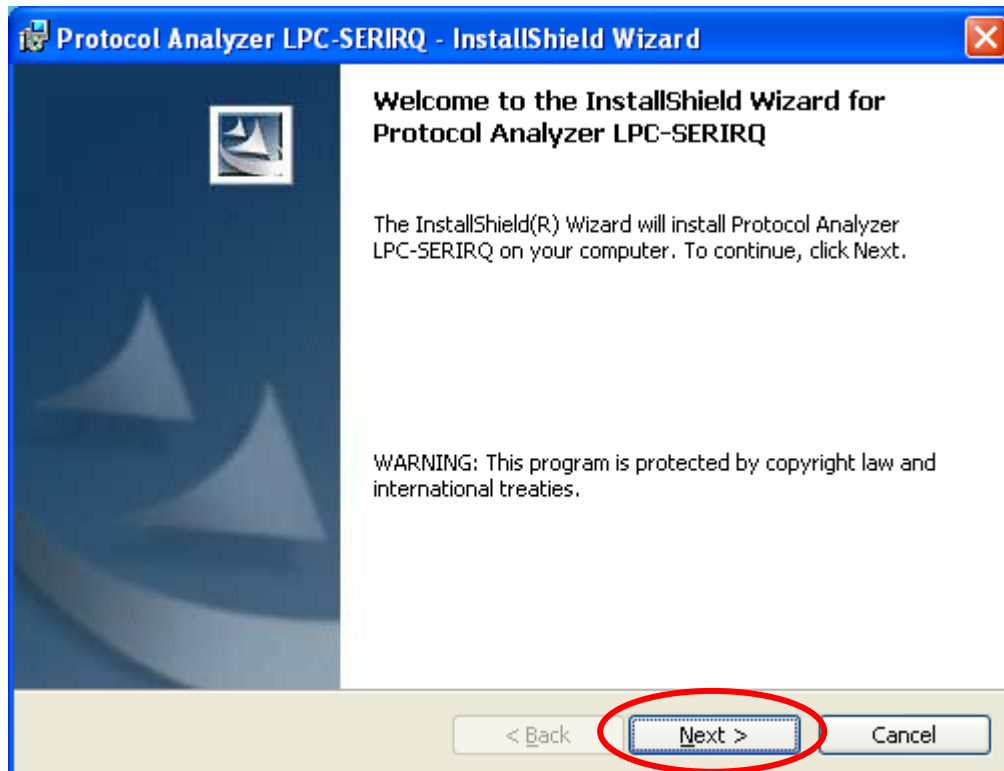 Protocol Analyzer LPC-SERIRQ - InstallShield Wizard
Welcome to the InstallShield Wizard for
Protocol Analyzer LPC-SERIRQ
The InstallShield(R) Wizard will install Protocol Analyzer
LPC-SERIRQ on your computer. To continue, click Next.
WARNING: This program is protected by copyright law and
international treaties.
< Back Next > Cancel